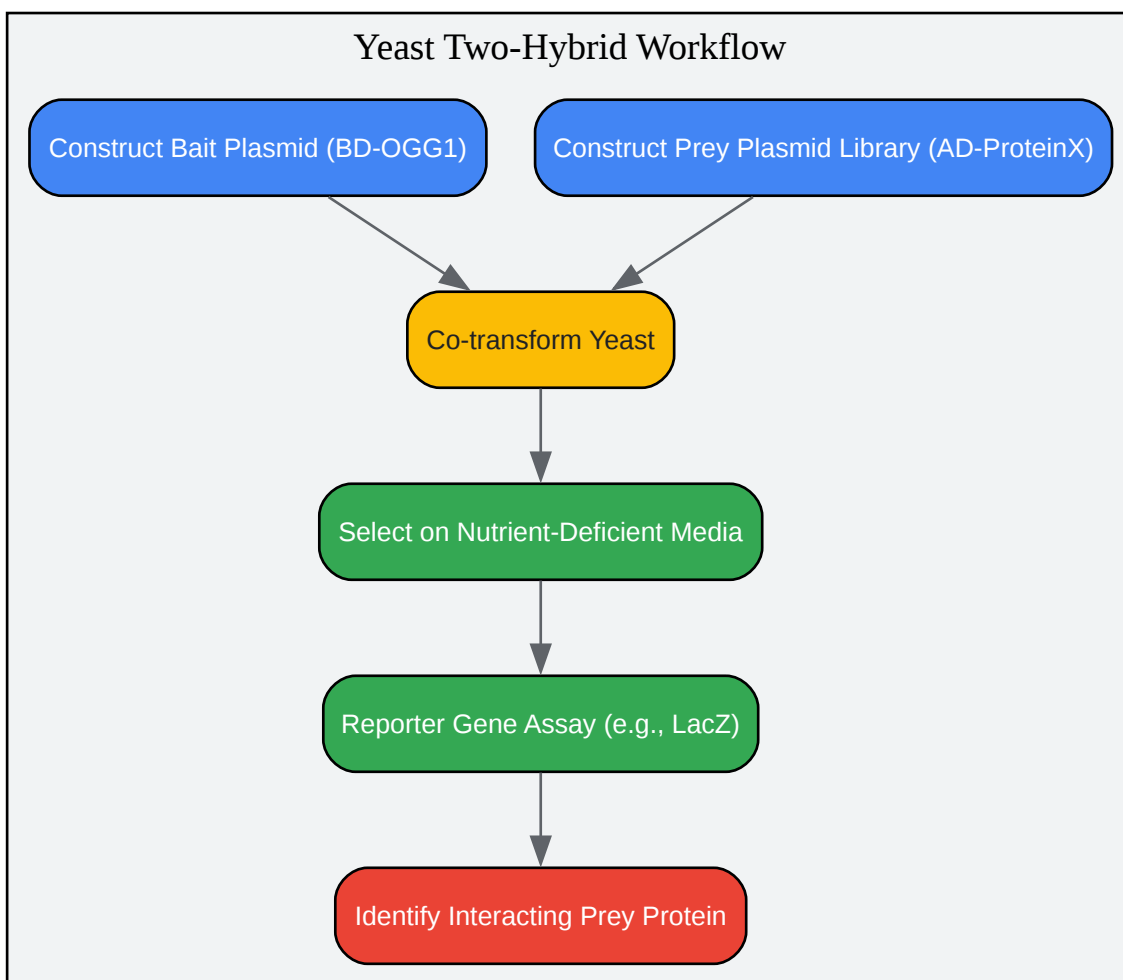 Yeast Two-Hybrid Workflow
Construct Bait Plasmid (BD-OGG1)
Construct Prey Plasmid Library (AD-ProteinX)
Co-transform Yeast
Select on Nutrient-Deficient Media
Reporter Gene Assay (e.g., LacZ)
Identify Interacting Prey Protein